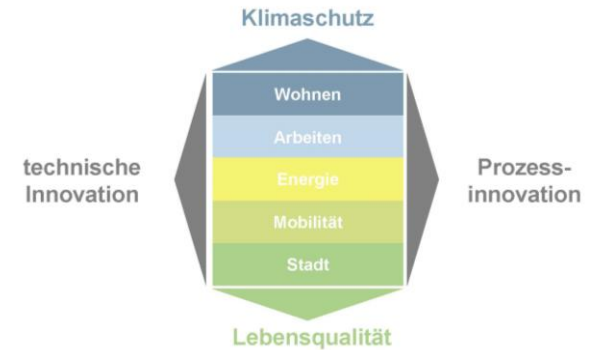 Klimaschutz
Wohnen
Arbeiten
technische
Innovation
Energie
Prozess-
innovation
Mobilität
Stadt
Lebensqualität